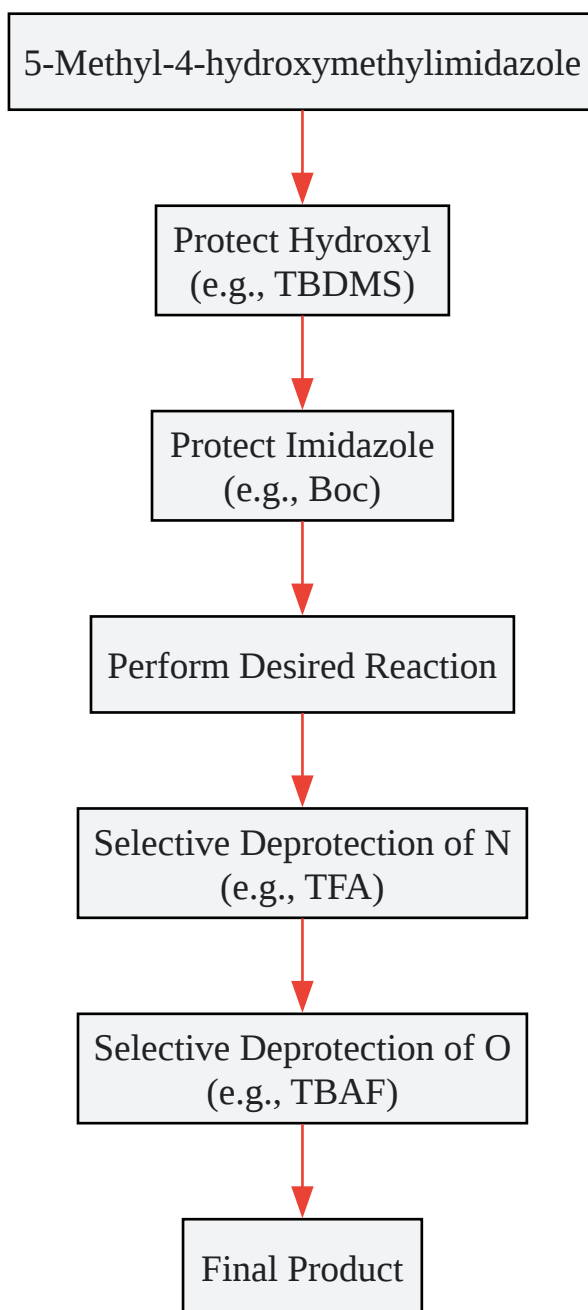 5-Methyl-4-hydroxymethylimidazole
Protect Hydroxyl
(e.g., TBDMS)
Protect Imidazole
(e.g., Boc)
Perform Desired Reaction
Selective Deprotection of N
(e.g., TFA)
Selective Deprotection of O
(e.g., TBAF)
Final Product